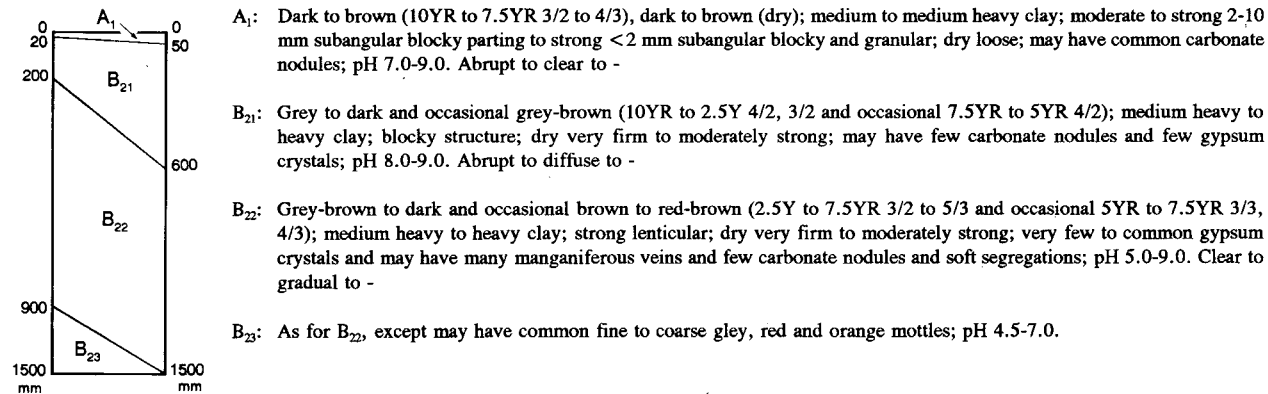 A₁
0
0
20
50
B₂₁
200
600
B₂₂
900
B₂₃
1500
1500
mm
mm
A₁: Dark to brown (10YR to 7.5YR 3/2 to 4/3), dark to brown (dry); medium to medium heavy clay; moderate to strong 2-10
mm subangular blocky parting to strong <2 mm subangular blocky and granular; dry loose; may have common carbonate
nodules; pH 7.0-9.0. Abrupt to clear to -
B₂₁: Grey to dark and occasional grey-brown (10YR to 2.5Y 4/2, 3/2 and occasional 7.5YR to 5YR 4/2); medium heavy to
heavy clay; blocky structure; dry very firm to moderately strong; may have few carbonate nodules and few gypsum
crystals; pH 8.0-9.0. Abrupt to diffuse to -
B₂₂: Grey-brown to dark and occasional brown to red-brown (2.5Y to 7.5YR 3/2 to 5/3 and occasional 5YR to 7.5YR 3/3,
4/3); medium heavy to heavy clay; strong lenticular; dry very firm to moderately strong; very few to common gypsum
crystals and may have many manganiferous veins and few carbonate nodules and soft segregations; pH 5.0-9.0. Clear to
gradual to -
B₂₃: As for B₂₂, except may have common fine to coarse gley, red and orange mottles; pH 4.5-7.0.